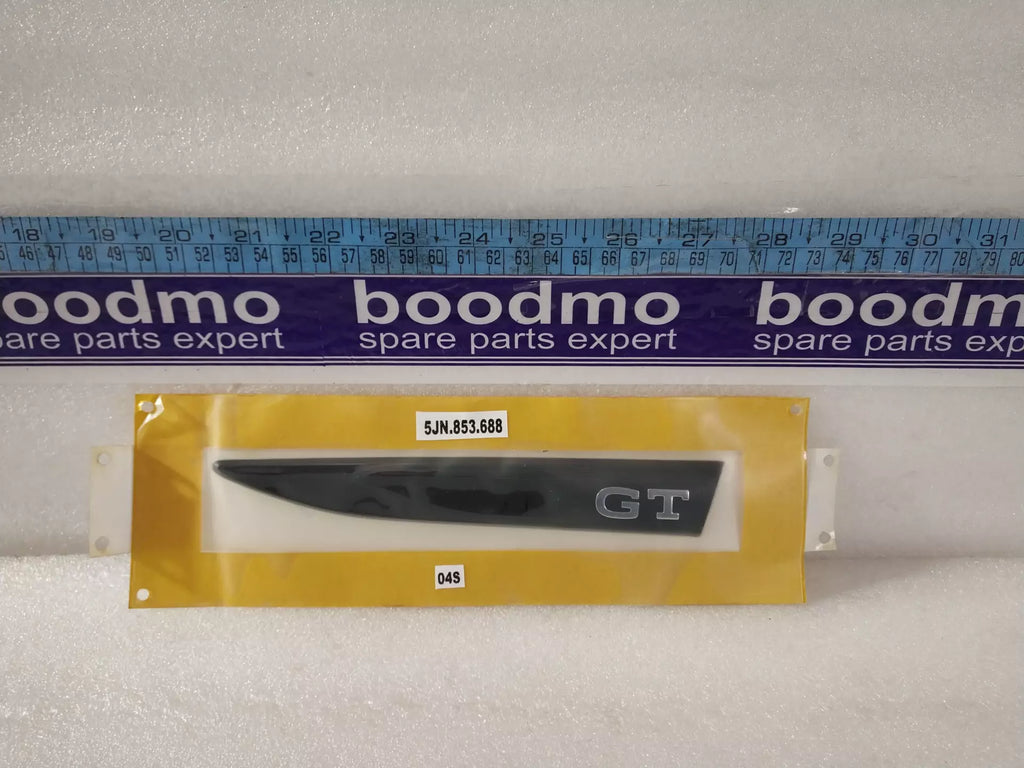 18 19 20 21 22 23 24 25 26 27 28 29 30 31
46 47 48 49 50 51 52 53 54 55 56 57 58 59 60 61 62 63 64 65 66 67 68 69 70 71 72 73 74 75 76 77 78 79 80
boodmo boodmo boodm
spare parts expert spare parts expert spare parts exp
5JN.853.688
GT
04S